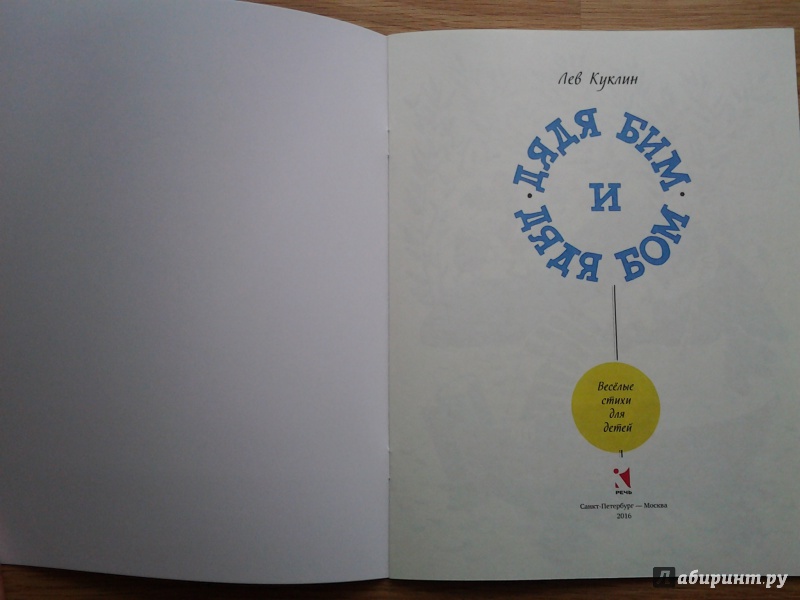 Лев Куклин
ДЯДЯ БИМ
И
ДЯДЯ БОМ
Весёлые
стихи
для
детей
РЕЧЬ
Санкт-Петербург — Москва
2016
Лабиринт.ру